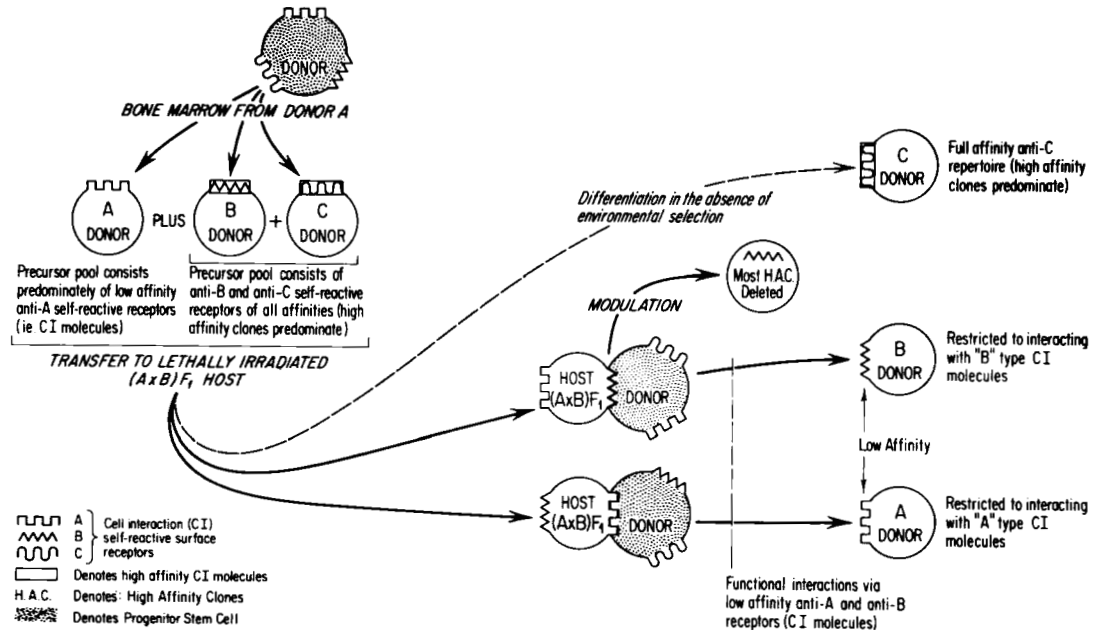 DONOR
BONE MARROW FROM DONOR A
A
DONOR
PLUS
B
DONOR
+
C
DONOR
Precursor pool consists
predominately of low affinity
anti-A self-reactive receptors
(ie CI molecules)
Precursor pool consists of
anti-B and anti-C self-reactive
receptors of all affinities (high
affinity clones predominate)
TRANSFER TO LETHALLY IRRADIATED
(AxB)F₁ HOST
Differentiation in the absence of
environmental selection
C
DONOR
Full affinity anti-C
repertoire (high affinity
clones predominate)
Most H.A.C.
Deleted
MODULATION
HOST
(AxB)F₁
DONOR
B
DONOR
Restricted to interacting
with "B" type CI
molecules
Low Affinity
HOST
(AxB)F₁
DONOR
A
DONOR
Restricted to interacting
with "A" type CI
molecules
Functional interactions via
low affinity anti-A and anti-B
receptors (CI molecules)
A
B
C
Cell interaction (CI)
self-reactive surface
receptors
Denotes high affinity CI molecules
H.A.C. Denotes: High Affinity Clones
Denotes Progenitor Stem Cell